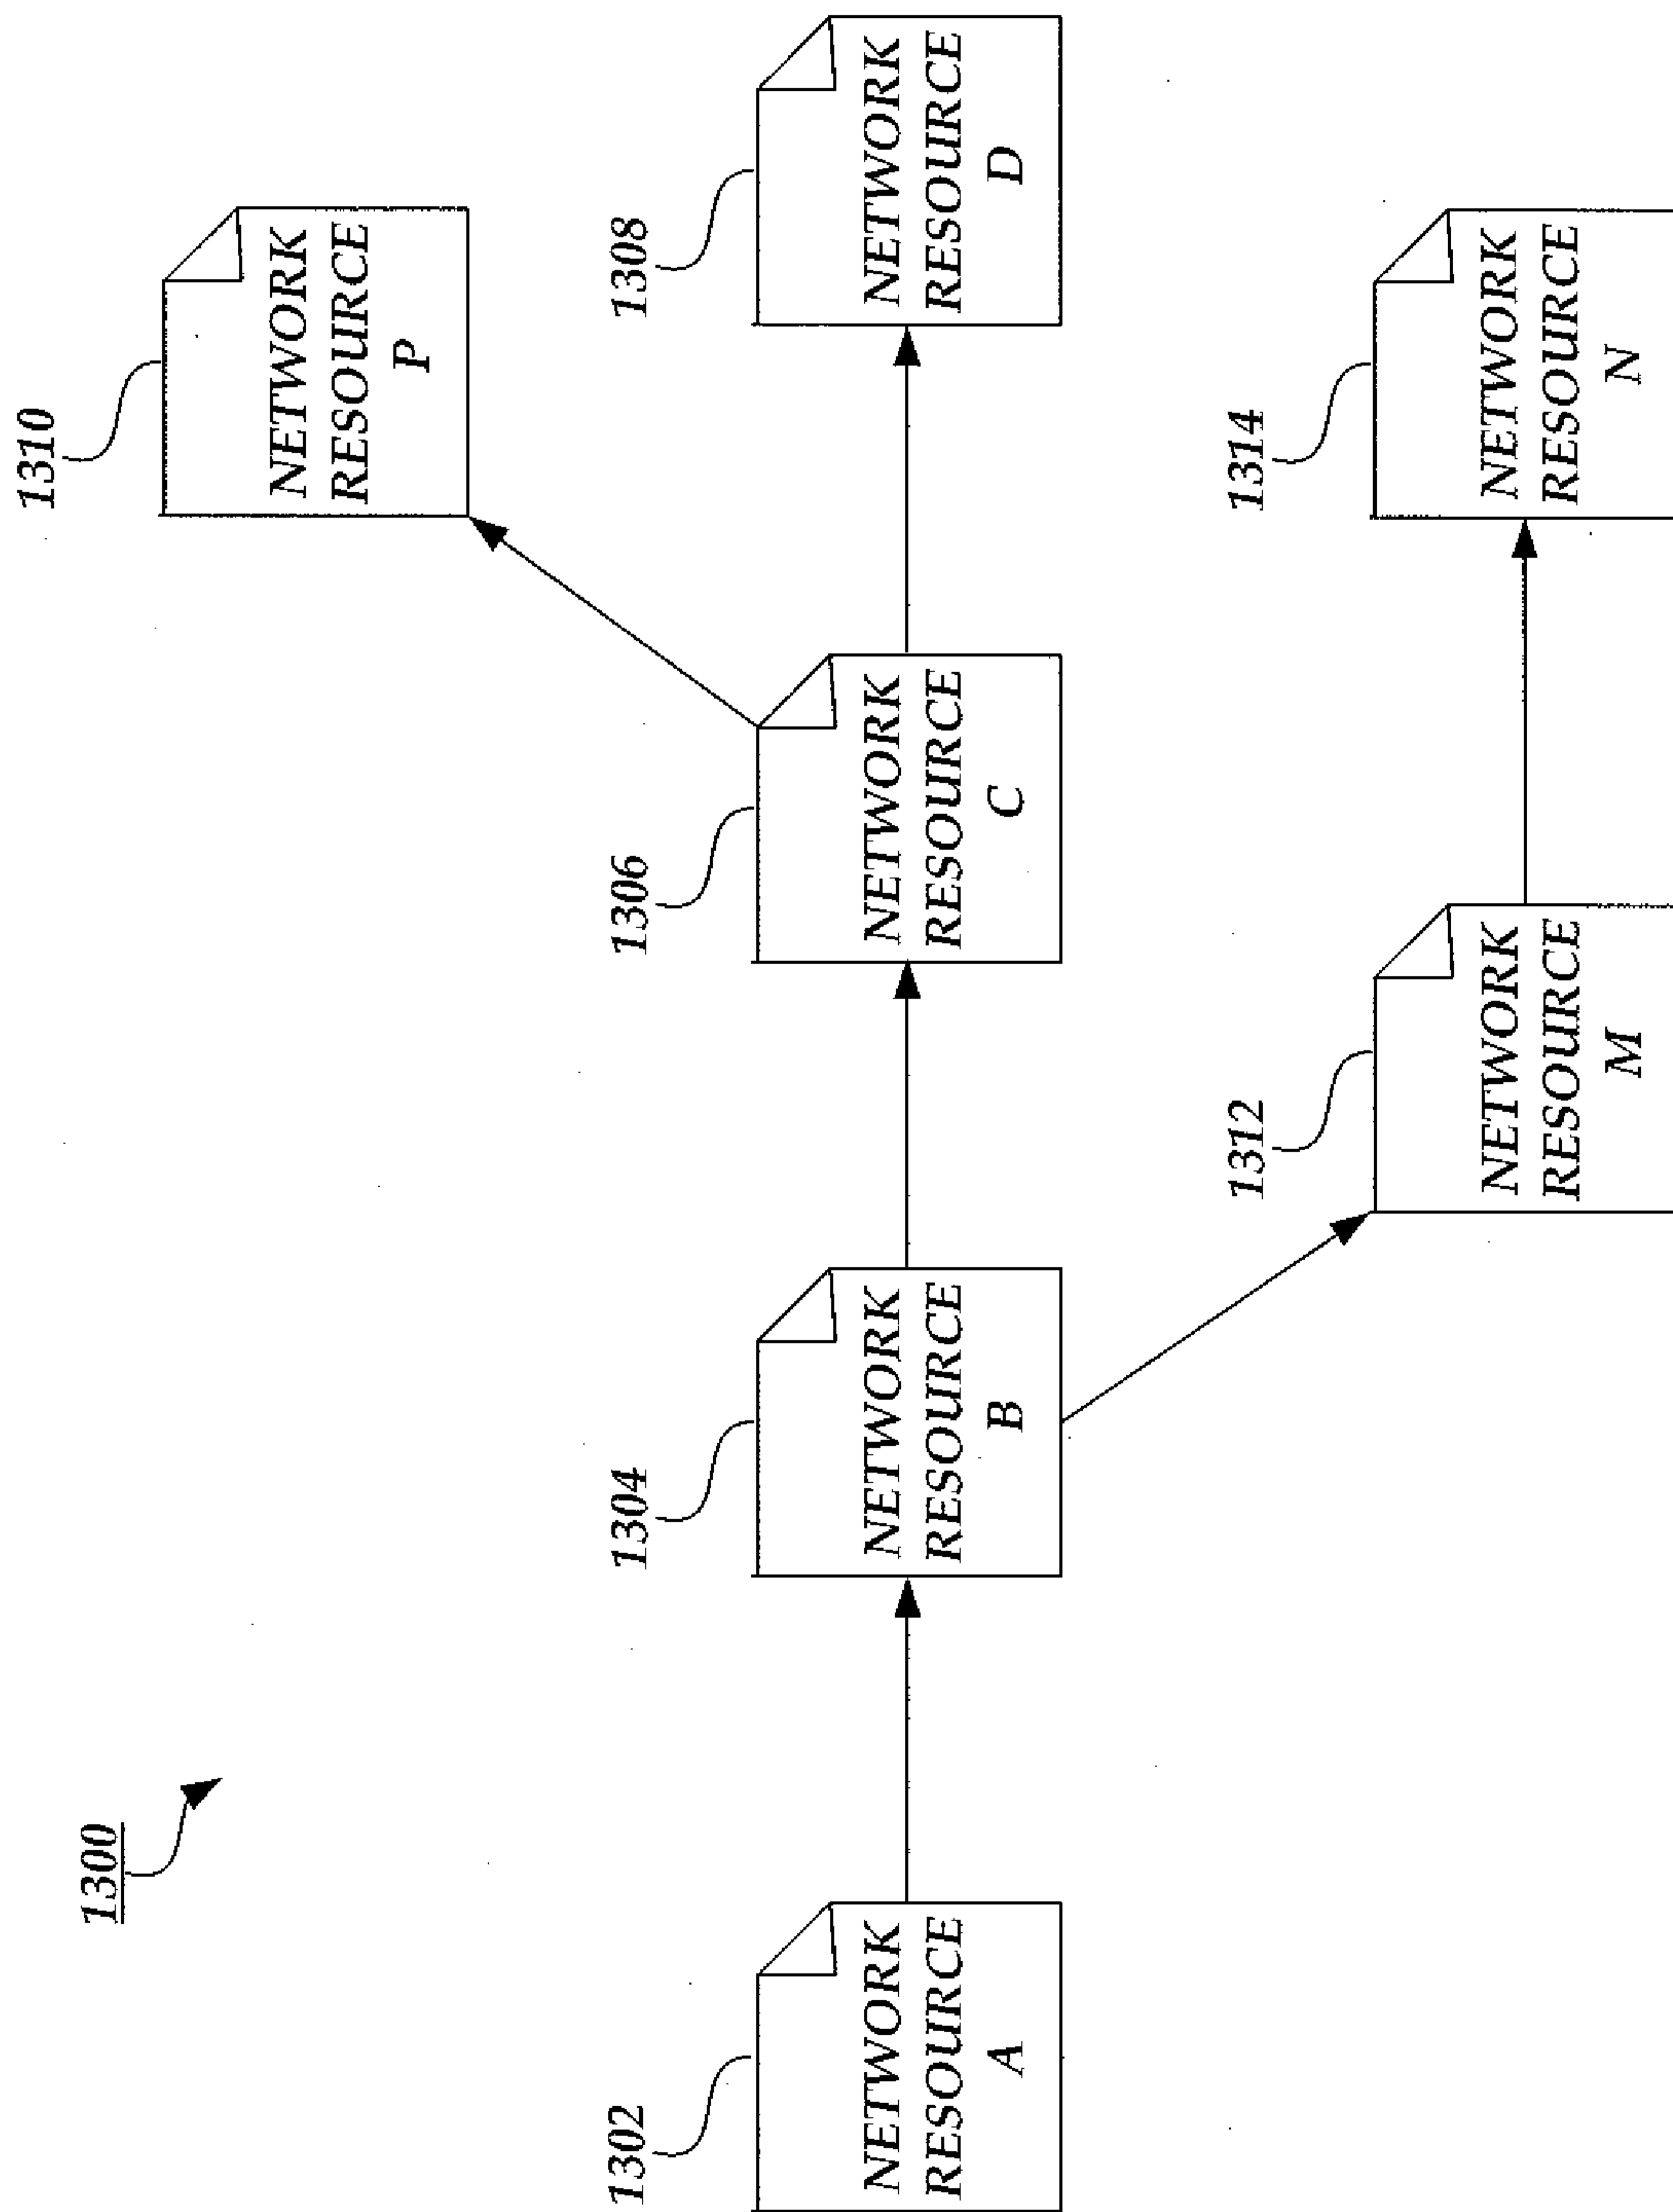 1300
1310
NETWORK
RESOURCE
P
1302
NETWORK
RESOURCE
A
1304
NETWORK
RESOURCE
B
1306
NETWORK
RESOURCE
C
1308
NETWORK
RESOURCE
D
1312
NETWORK
RESOURCE
M
1314
NETWORK
RESOURCE
N